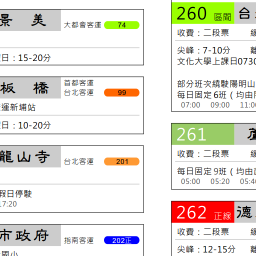 景 美
大都會客運
74
日：15-20分
板 橋
首都客運
台北客運
99
運新埔站
日：10-20分
龍山寺
台北客運
201
假日停駛
17:20
市政府
指南客運
202正
260 區間
收費：二段票
尖峰：7-10分
文化大學上課日0730
部分班次繞駛陽明山
每日固定6班（均由陽
07:00 09:00 11:00
261
收費：二段票
每日固定9班（均由
05:00 05:20 05:40
262 正線 德
收費：二段票
尖峰：12-15分